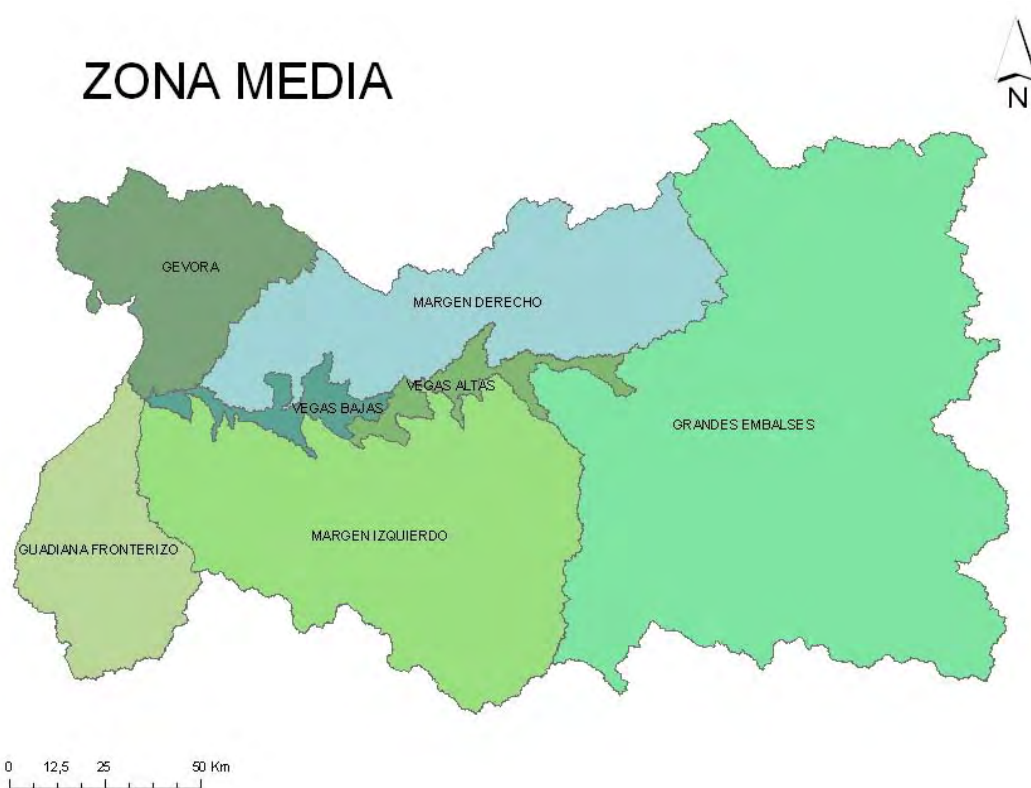 ZONA MEDIA
N
GEVORA
MARGEN DERECHO
VEGAS ALTAS
VEGAS BAJAS
GRANDES EMBALSES
MARGEN IZQUIERDO
GUADIANA FRONTERIZO
0 12,5 25 50 Km